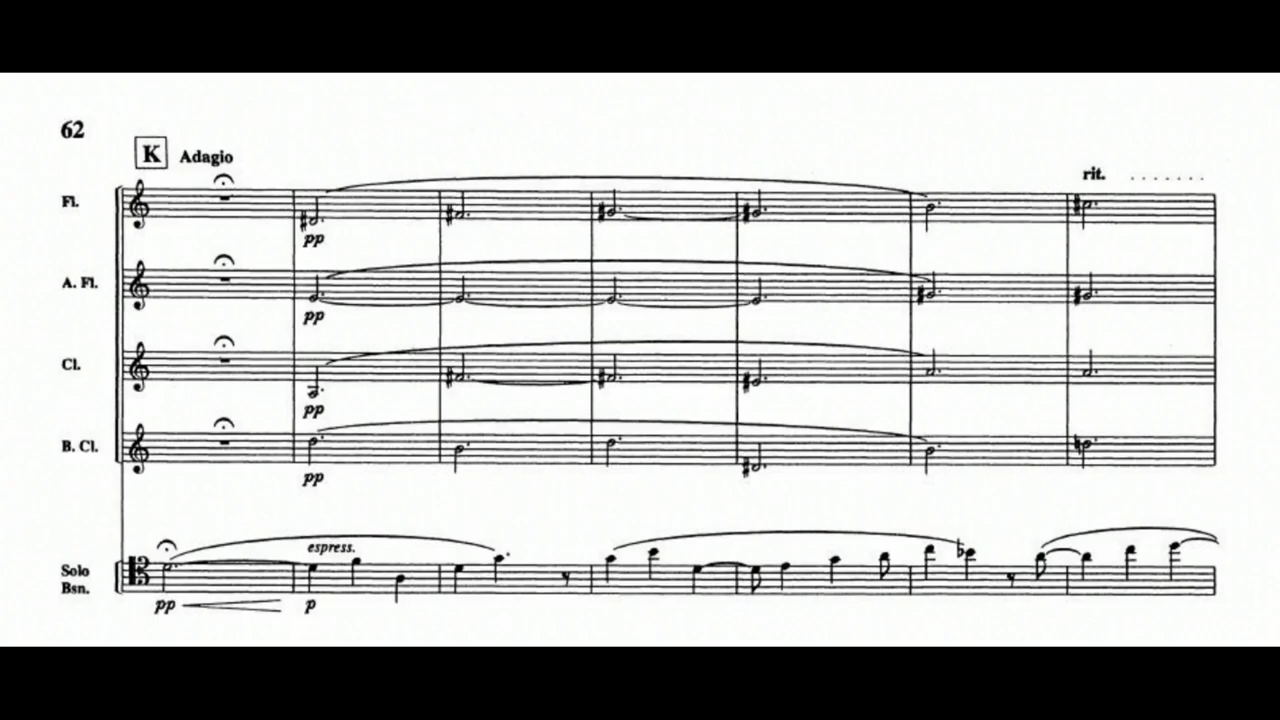 62
K Adagio
rit. . . . . . . .
Fl.
pp
A. Fl.
pp
Cl.
pp
B. Cl.
pp
espress.
Solo
Bsn.
pp p